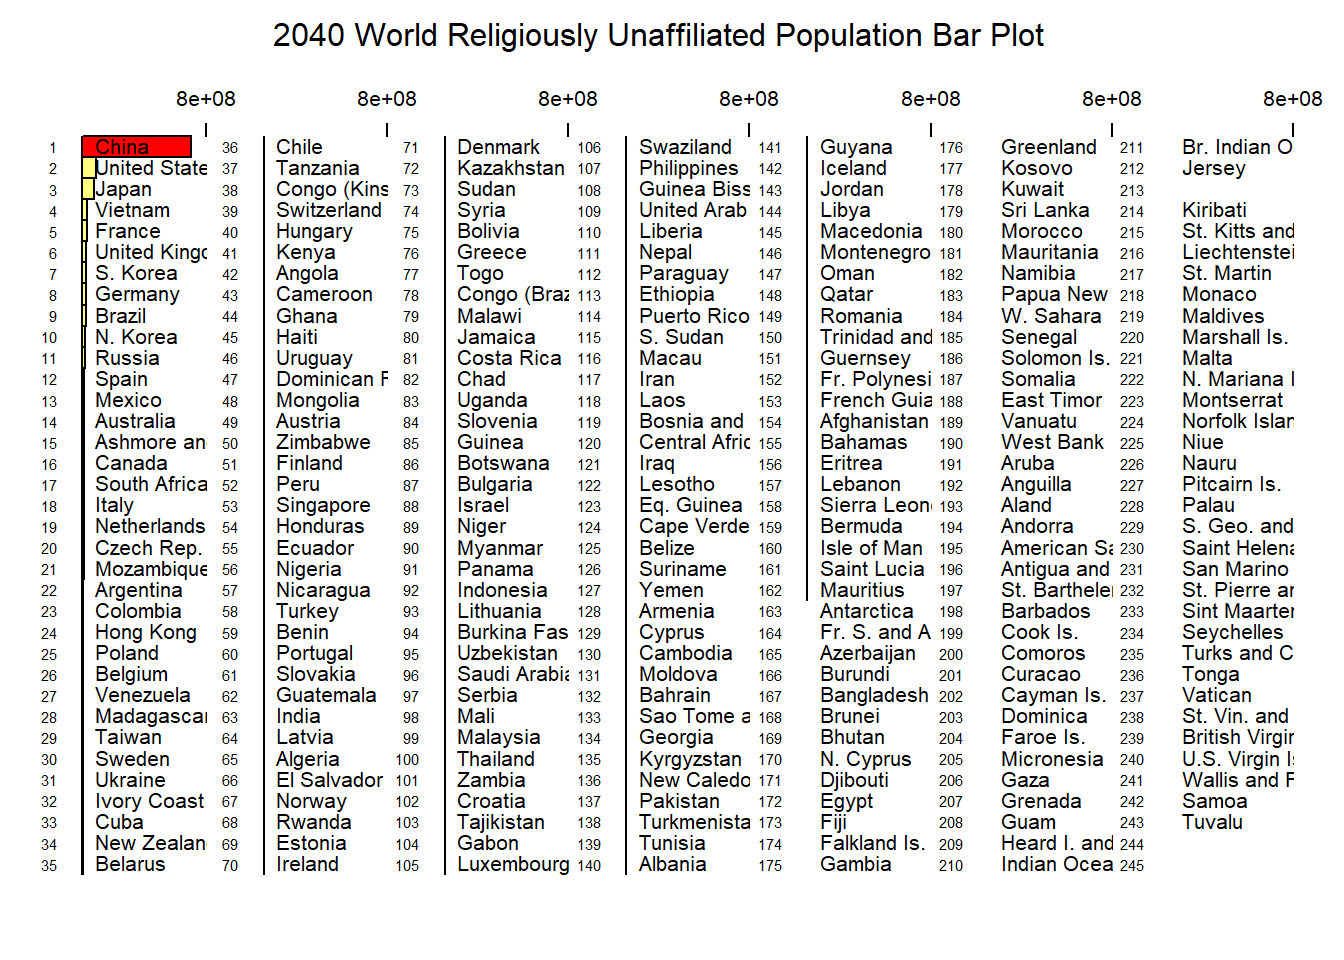 2040 World Religiously Unaffiliated Population Bar Plot
8e+08 8e+08 8e+08 8e+08 8e+08 8e+08 8e+08
1 China 36 Chile 71 Denmark 106 Swaziland 141 Guyana 176 Greenland 211 Br. Indian O
2 United State 37 Tanzania 72 Kazakhstan 107 Philippines 142 Iceland 177 Kosovo 212 Jersey
3 Japan 38 Congo (Kins 73 Sudan 108 Guinea Biss 143 Jordan 178 Kuwait 213
4 Vietnam 39 Switzerland 74 Syria 109 United Arab 144 Libya 179 Sri Lanka 214 Kiribati
5 France 40 Hungary 75 Bolivia 110 Liberia 145 Macedonia 180 Morocco 215 St. Kitts and
6 United Kingd 41 Kenya 76 Greece 111 Nepal 146 Montenegro 181 Mauritania 216 Liechtenstei
7 S. Korea 42 Angola 77 Togo 112 Paraguay 147 Oman 182 Namibia 217 St. Martin
8 Germany 43 Cameroon 78 Congo (Braz 113 Ethiopia 148 Qatar 183 Papua New 218 Monaco
9 Brazil 44 Ghana 79 Malawi 114 Puerto Rico 149 Romania 184 W. Sahara 219 Maldives
10 N. Korea 45 Haiti 80 Jamaica 115 S. Sudan 150 Trinidad and 185 Senegal 220 Marshall Is.
11 Russia 46 Uruguay 81 Costa Rica 116 Macau 151 Guernsey 186 Solomon Is. 221 Malta
12 Spain 47 Dominican R 82 Chad 117 Iran 152 Fr. Polynesi 187 Somalia 222 N. Mariana I
13 Mexico 48 Mongolia 83 Uganda 118 Laos 153 French Guia 188 East Timor 223 Montserrat
14 Australia 49 Austria 84 Slovenia 119 Bosnia and 154 Afghanistan 189 Vanuatu 224 Norfolk Islan
15 Ashmore an 50 Zimbabwe 85 Guinea 120 Central Afric 155 Bahamas 190 West Bank 225 Niue
16 Canada 51 Finland 86 Botswana 121 Iraq 156 Eritrea 191 Aruba 226 Nauru
17 South Africa 52 Peru 87 Bulgaria 122 Lesotho 157 Lebanon 192 Anguilla 227 Pitcairn Is.
18 Italy 53 Singapore 88 Israel 123 Eq. Guinea 158 Sierra Leon 193 Aland 228 Palau
19 Netherlands 54 Honduras 89 Niger 124 Cape Verde 159 Bermuda 194 Andorra 229 S. Geo. and
20 Czech Rep. 55 Ecuador 90 Myanmar 125 Belize 160 Isle of Man 195 American Sa 230 Saint Helena
21 Mozambique 56 Nigeria 91 Panama 126 Suriname 161 Saint Lucia 196 Antigua and 231 San Marino
22 Argentina 57 Nicaragua 92 Indonesia 127 Yemen 162 Mauritius 197 St. Barthelem 232 St. Pierre an
23 Colombia 58 Turkey 93 Lithuania 128 Armenia 163 Antarctica 198 Barbados 233 Sint Maarten
24 Hong Kong 59 Benin 94 Burkina Fas 129 Cyprus 164 Fr. S. and A 199 Cook Is. 234 Seychelles
25 Poland 60 Portugal 95 Uzbekistan 130 Cambodia 165 Azerbaijan 200 Comoros 235 Turks and C
26 Belgium 61 Slovakia 96 Saudi Arabia 131 Moldova 166 Burundi 201 Curacao 236 Tonga
27 Venezuela 62 Guatemala 97 Serbia 132 Bahrain 167 Bangladesh 202 Cayman Is. 237 Vatican
28 Madagascar 63 India 98 Mali 133 Sao Tome a 168 Brunei 203 Dominica 238 St. Vin. and
29 Taiwan 64 Latvia 99 Malaysia 134 Georgia 169 Bhutan 204 Faroe Is. 239 British Virgin
30 Sweden 65 Algeria 100 Thailand 135 Kyrgyzstan 170 N. Cyprus 205 Micronesia 240 U.S. Virgin Is
31 Ukraine 66 El Salvador 101 Zambia 136 New Caledo 171 Djibouti 206 Gaza 241 Wallis and F
32 Ivory Coast 67 Norway 102 Croatia 137 Pakistan 172 Egypt 207 Grenada 242 Samoa
33 Cuba 68 Rwanda 103 Tajikistan 138 Turkmenista 173 Fiji 208 Guam 243 Tuvalu
34 New Zealan 69 Estonia 104 Gabon 139 Tunisia 174 Falkland Is. 209 Heard I. and 244
35 Belarus 70 Ireland 105 Luxembourg 140 Albania 175 Gambia 210 Indian Ocea 245